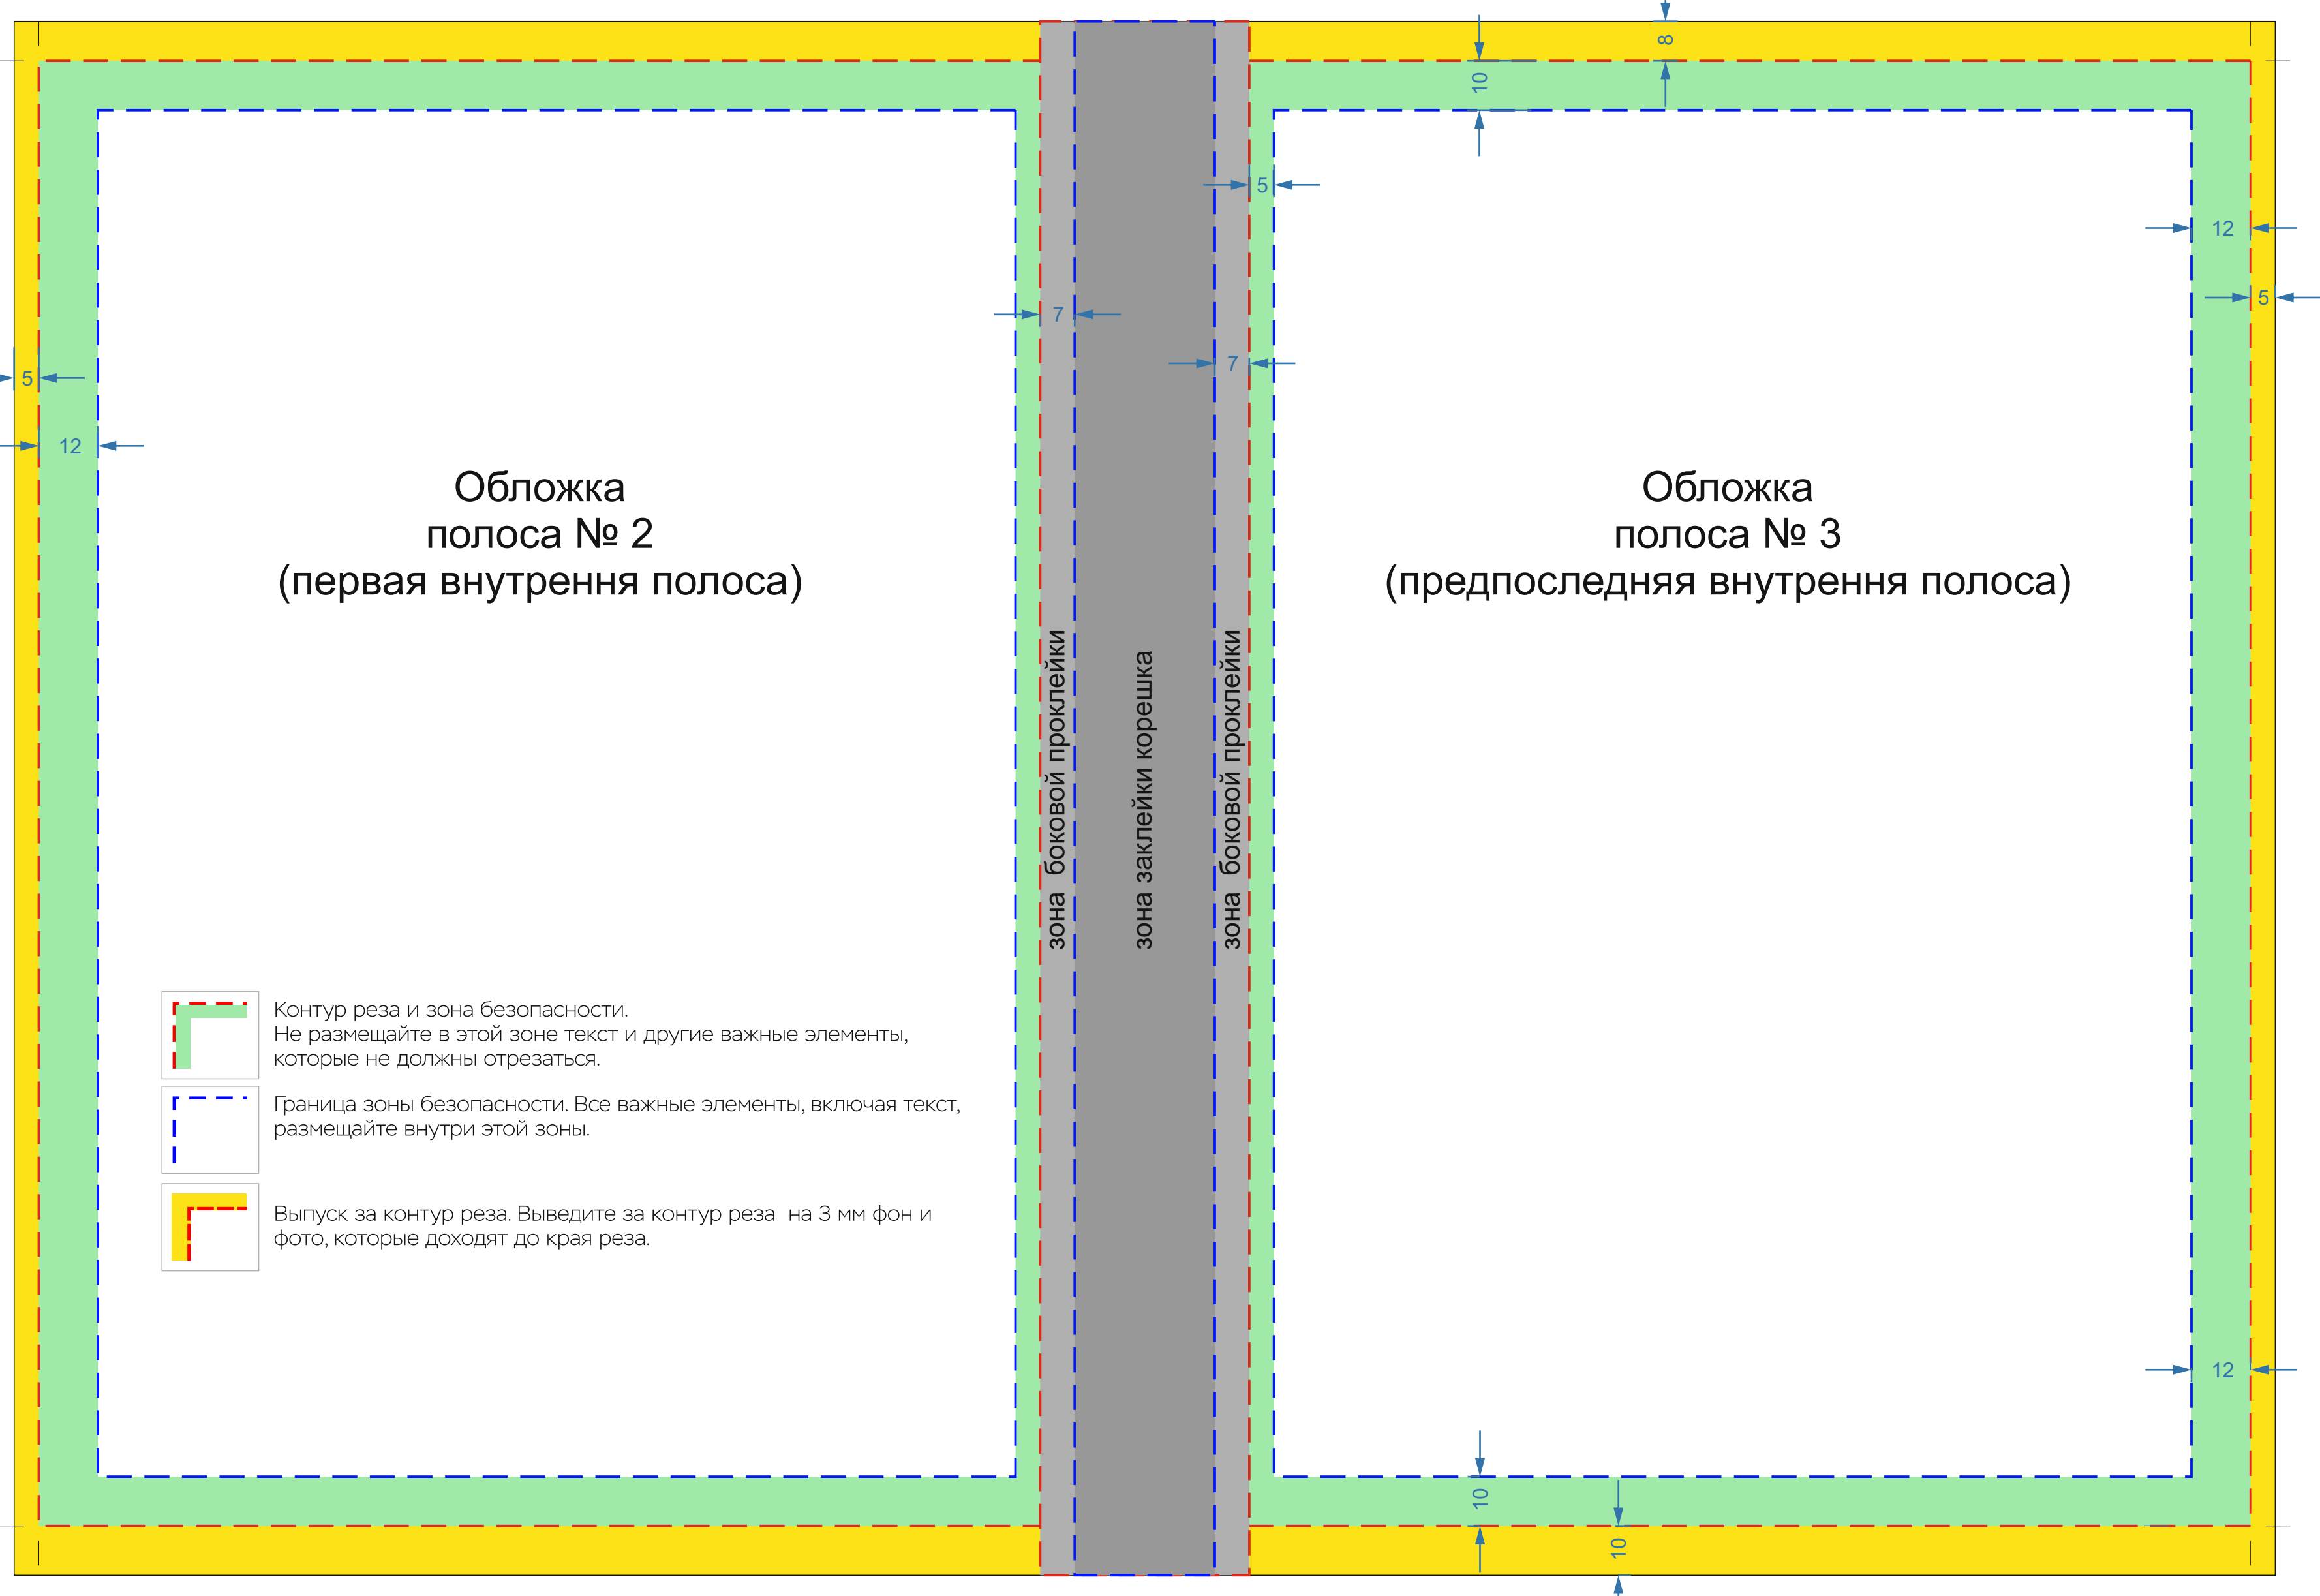 8
10
5
12
5
7
7
5
12
Обложка
полоса № 2
(первая внутрення полоса)
Обложка
полоса № 3
(предпоследняя внутрення полоса)
зона боковой проклейки
зона заклейки корешка
зона боковой проклейки
Контур реза и зона безопасности.
Не размещайте в этой зоне текст и другие важные элементы,
которые не должны отрезаться.
Граница зоны безопасности. Все важные элементы, включая текст,
размещайте внутри этой зоны.
Выпуск за контур реза. Выведите за контур реза на 3 мм фон и
фото, которые доходят до края реза.
12
10
10